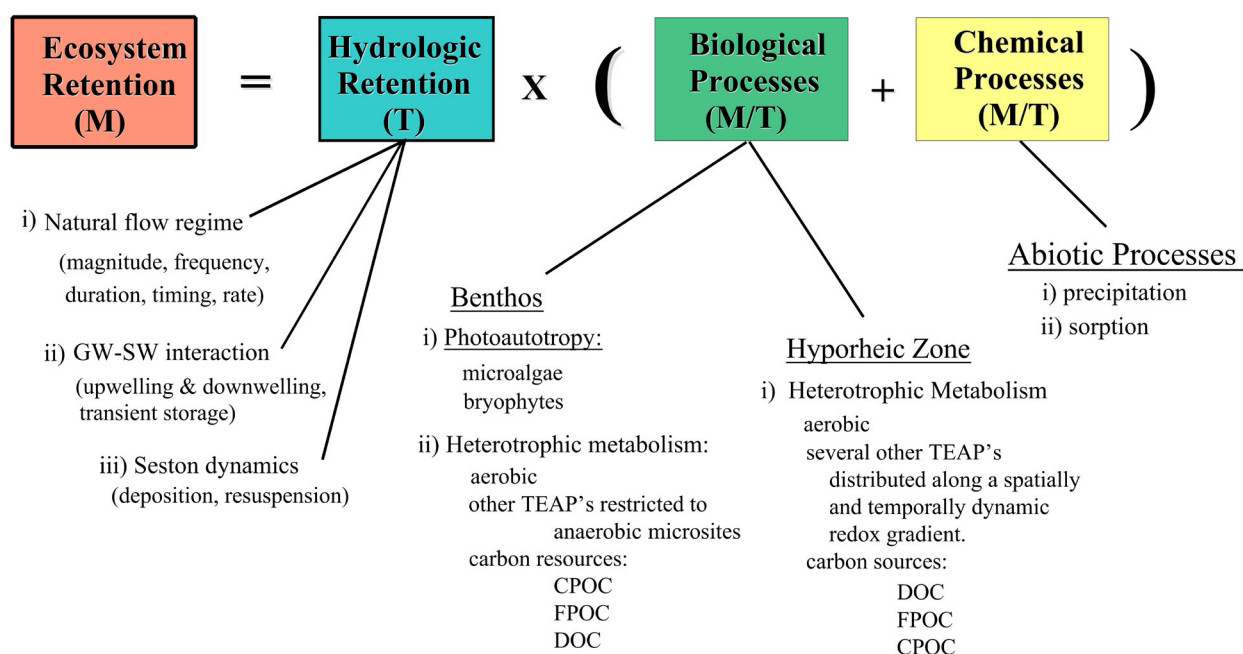 Ecosystem
Retention
(M)
=
Hydrologic
Retention
(T)
X
(
Biological
Processes
(M/T)
+
Chemical
Processes
(M/T)
)
i) Natural flow regime
(magnitude, frequency,
duration, timing, rate)
ii) GW-SW interaction
(upwelling & downwelling,
transient storage)
iii) Seston dynamics
(deposition, resuspension)
Benthos
i) Photoautotropy:
microalgae
bryophytes
ii) Heterotrophic metabolism:
aerobic
other TEAP's restricted to
anaerobic microsites
carbon resources:
CPOC
FPOC
DOC
Hyporheic Zone
i) Heterotrophic Metabolism
aerobic
several other TEAP's
distributed along a spatially
and temporally dynamic
redox gradient.
carbon sources:
DOC
FPOC
CPOC
Abiotic Processes
i) precipitation
ii) sorption